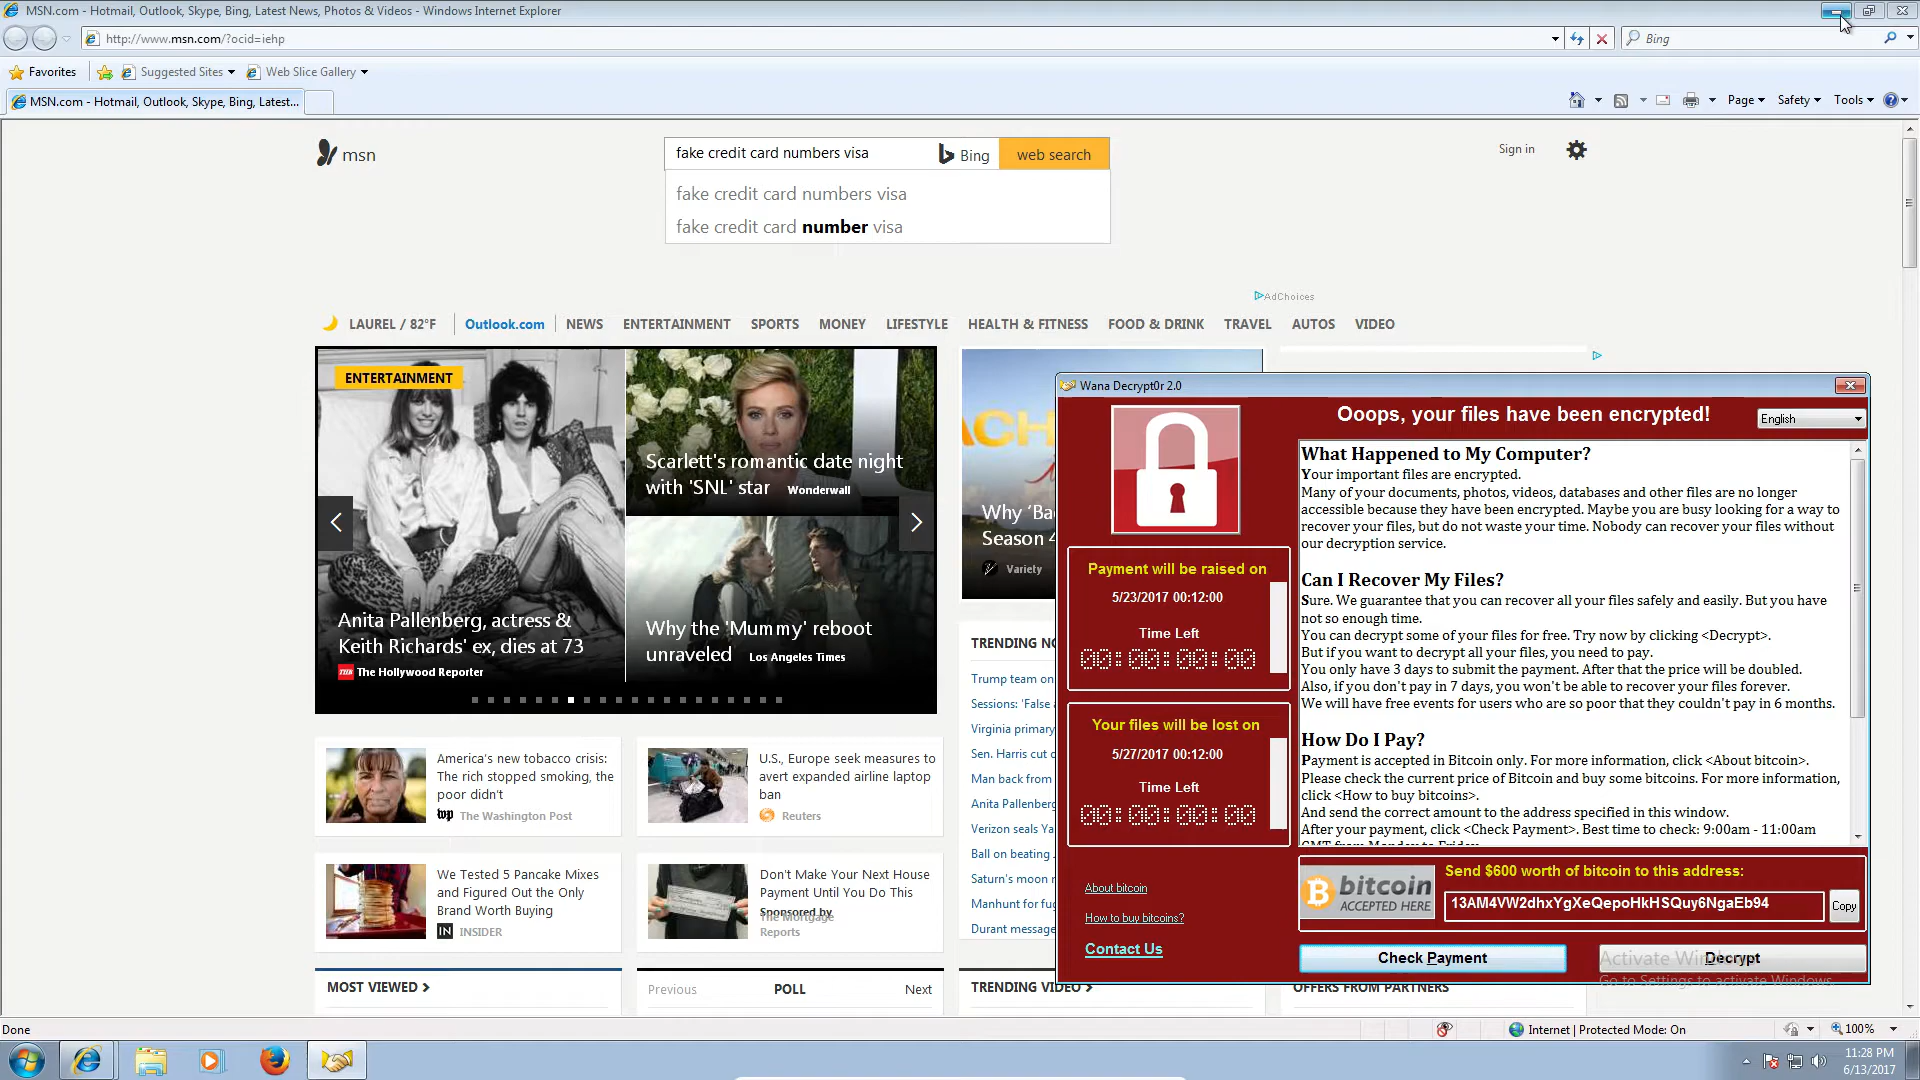 MSN.com - Hotmail, Outlook, Skype, Bing, Latest News, Photos & Videos - Windows Internet Explorer
http://www.msn.com/?ocid=iehp
Bing
Favorites
Suggested Sites
Web Slice Gallery
MSN.com - Hotmail, Outlook, Skype, Bing, Latest...
Page
Safety
Tools
msn
fake credit card numbers visa
Bing
web search
Sign in
fake credit card numbers visa
fake credit card number visa
AdChoices
LAUREL / 82°F
Outlook.com
NEWS
ENTERTAINMENT
SPORTS
MONEY
LIFESTYLE
HEALTH & FITNESS
FOOD & DRINK
TRAVEL
AUTOS
VIDEO
ENTERTAINMENT
Anita Pallenberg, actress &
Keith Richards' ex, dies at 73
The Hollywood Reporter
Scarlett's romantic date night
with 'SNL' star Wonderwall
Why the 'Mummy' reboot
unraveled Los Angeles Times
Why 'Ba
Season 4
Variety
America's new tobacco crisis:
The rich stopped smoking, the
poor didn't
wp The Washington Post
U.S., Europe seek measures to
avert expanded airline laptop
ban
Reuters
We Tested 5 Pancake Mixes
and Figured Out the Only
Brand Worth Buying
IN INSIDER
Don't Make Your Next House
Payment Until You Do This
Sponsored by
The Mortgage
Reports
TRENDING NO
Trump team on
Sessions: 'False
Virginia primary
Sen. Harris cut
Man back from
Anita Pallenberg
Verizon seals Ya
Ball on beating
Saturn's moon
Manhunt for fug
Durant message
MOST VIEWED
Previous
POLL
Next
TRENDING VIDEO
OFFERS FROM PARTNERS
Wana Decrypt0r 2.0
Ooops, your files have been encrypted!
English
Payment will be raised on
5/23/2017 00:12:00
Time Left
00:00:00:00
Your files will be lost on
5/27/2017 00:12:00
Time Left
00:00:00:00
About bitcoin
How to buy bitcoins?
Contact Us
What Happened to My Computer?
Your important files are encrypted.
Many of your documents, photos, videos, databases and other files are no longer
accessible because they have been encrypted. Maybe you are busy looking for a way to
recover your files, but do not waste your time. Nobody can recover your files without
our decryption service.
Can I Recover My Files?
Sure. We guarantee that you can recover all your files safely and easily. But you have
not so enough time.
You can decrypt some of your files for free. Try now by clicking <Decrypt>.
But if you want to decrypt all your files, you need to pay.
You only have 3 days to submit the payment. After that the price will be doubled.
Also, if you don't pay in 7 days, you won't be able to recover your files forever.
We will have free events for users who are so poor that they couldn't pay in 6 months.
How Do I Pay?
Payment is accepted in Bitcoin only. For more information, click <About bitcoin>.
Please check the current price of Bitcoin and buy some bitcoins. For more information,
click <How to buy bitcoins>.
And send the correct amount to the address specified in this window.
After your payment, click <Check Payment>. Best time to check: 9:00am - 11:00am
GMT from Monday to Friday.
bitcoin
ACCEPTED HERE
Send $600 worth of bitcoin to this address:
13AM4VW2dhxYgXeQepoHkHSQuy6NgaEb94
Copy
Check Payment
Decrypt
Activate Windows
Go to Settings to activate Windows.
Done
Internet | Protected Mode: On
100%
11:28 PM
6/13/2017